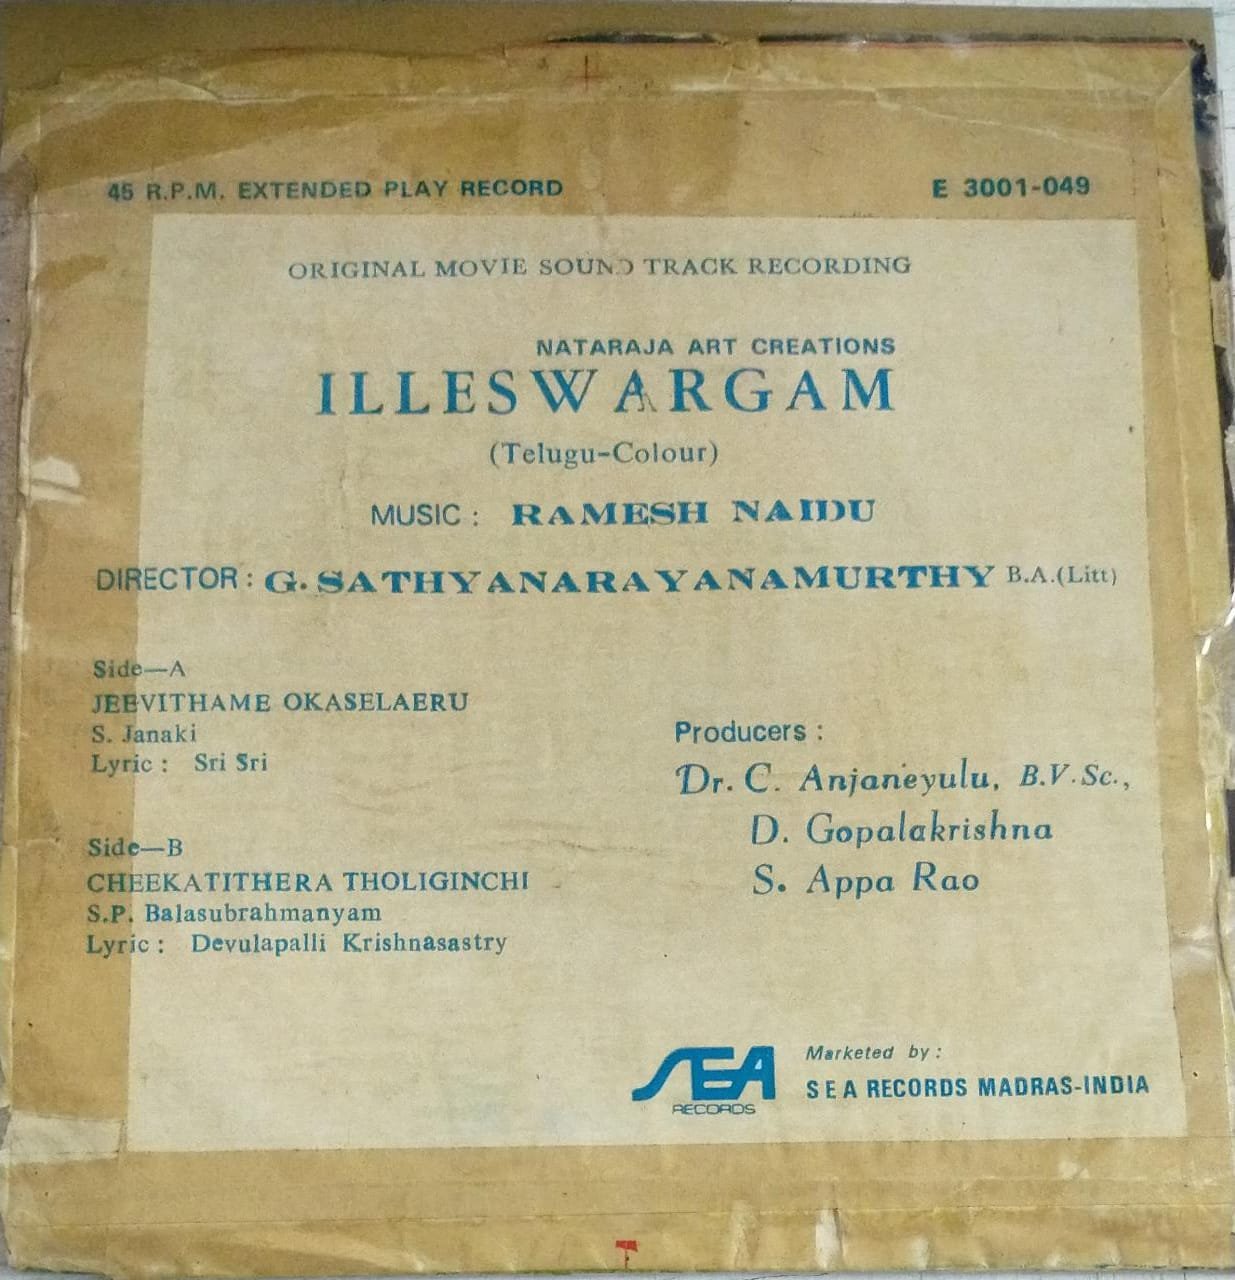 45 R.P.M. EXTENDED PLAY RECORD
E 3001-049
ORIGINAL MOVIE SOUND TRACK RECORDING
NATARAJA ART CREATIONS
ILLESWARGAM
(Telugu-Colour)
MUSIC : RAMESH NAIDU
DIRECTOR : G. SATHYANARAYANAMURTHY B.A.(Litt)
Side—A
JEEVITHAME OKASELAERU
S. Janaki
Lyric : Sri Sri
Side—B
CHEEKATITHERA THOLIGINCHI
S.P. Balasubrahmanyam
Lyric : Devulapalli Krishnasastry
Producers :
Dr. C. Anjaneyulu, B.V.Sc.,
D. Gopalakrishna
S. Appa Rao
SEA
RECORDS
Marketed by :
S E A RECORDS MADRAS-INDIA